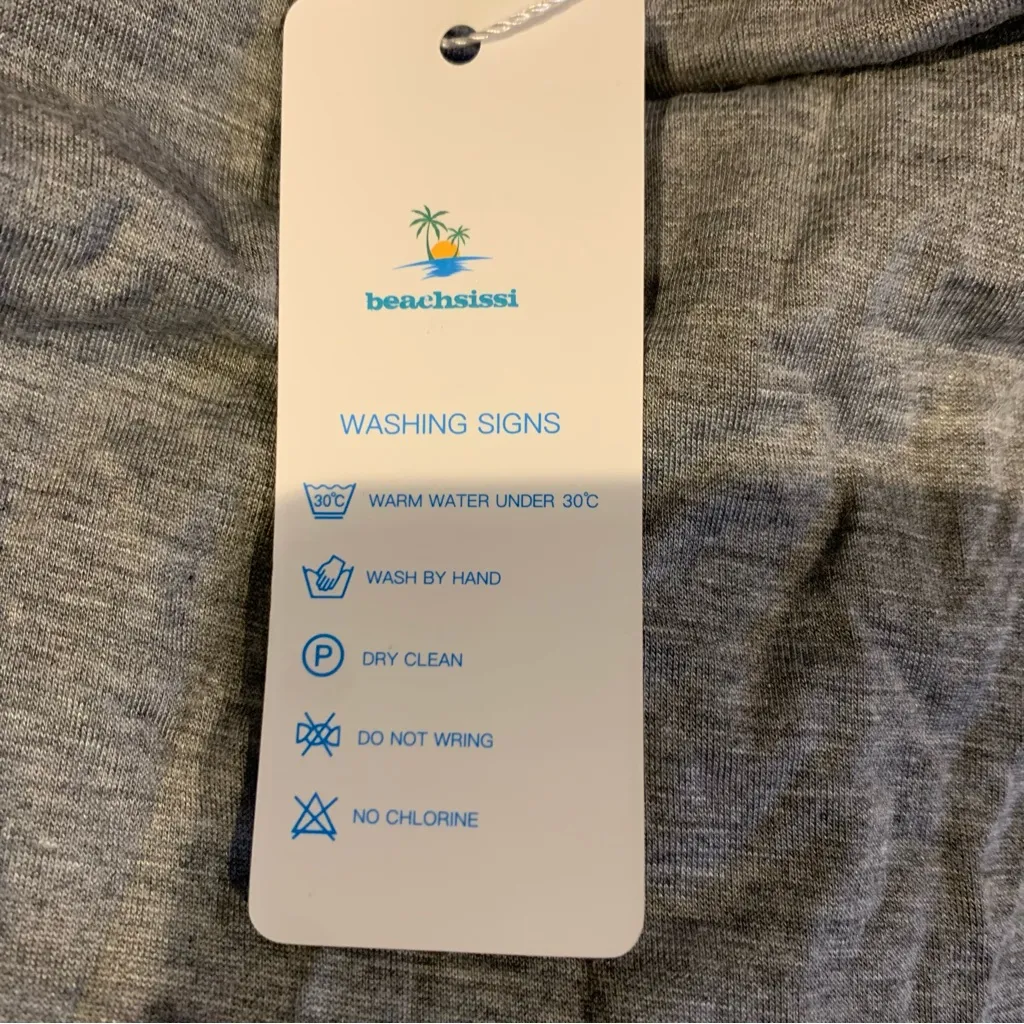 beachsissi
WASHING SIGNS
30℃ WARM WATER UNDER 30℃
WASH BY HAND
P DRY CLEAN
DO NOT WRING
NO CHLORINE